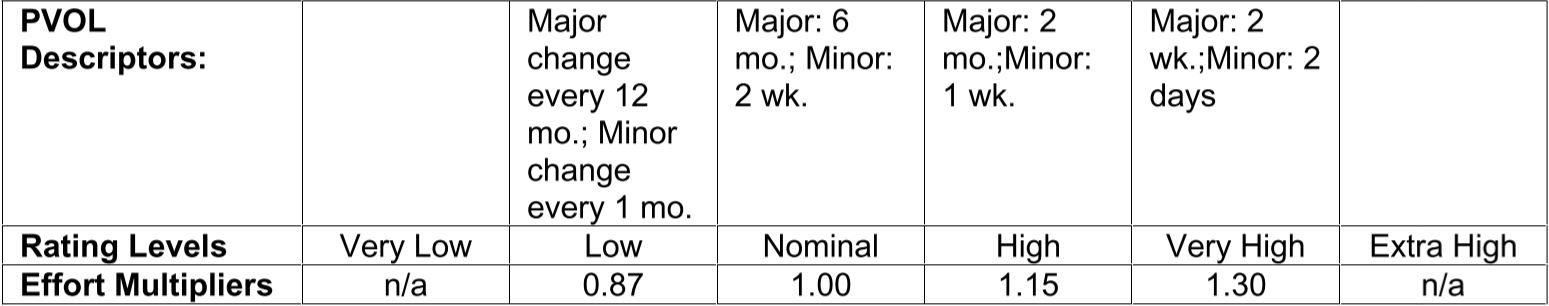 PVOL
Descriptors:
Major
change
every 12
mo.; Minor
change
every 1 mo.
Major: 6
mo.; Minor:
2 wk.
Major: 2
mo.;Minor:
1 wk.
Major: 2
wk.;Minor: 2
days
Rating Levels Very Low Low Nominal High Very High Extra High
Effort Multipliers n/a 0.87 1.00 1.15 1.30 n/a